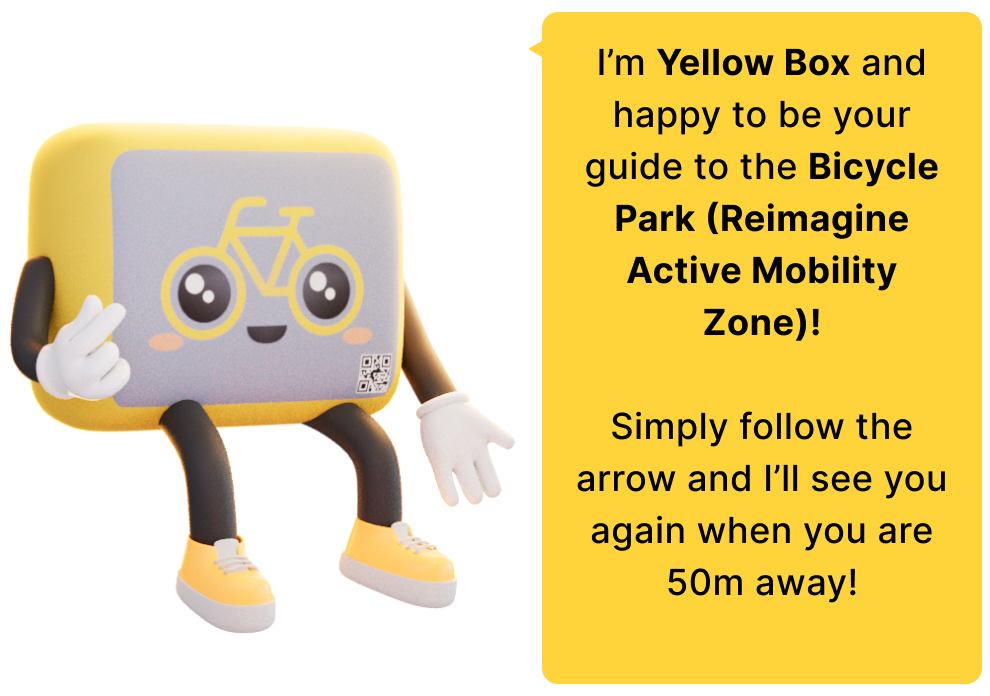 I’m Yellow Box and
happy to be your
guide to the Bicycle
Park (Reimagine
Active Mobility
Zone)!
Simply follow the
arrow and I’ll see you
again when you are
50m away!